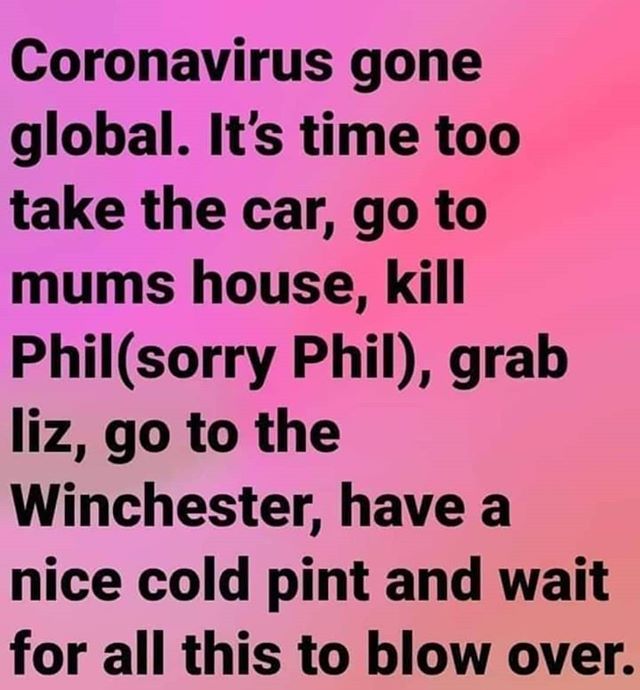 Coronavirus gone
global. It's time too
take the car, go to
mums house, kill
Phil(sorry Phil), grab
liz, go to the
Winchester, have a
nice cold pint and wait
for all this to blow over.